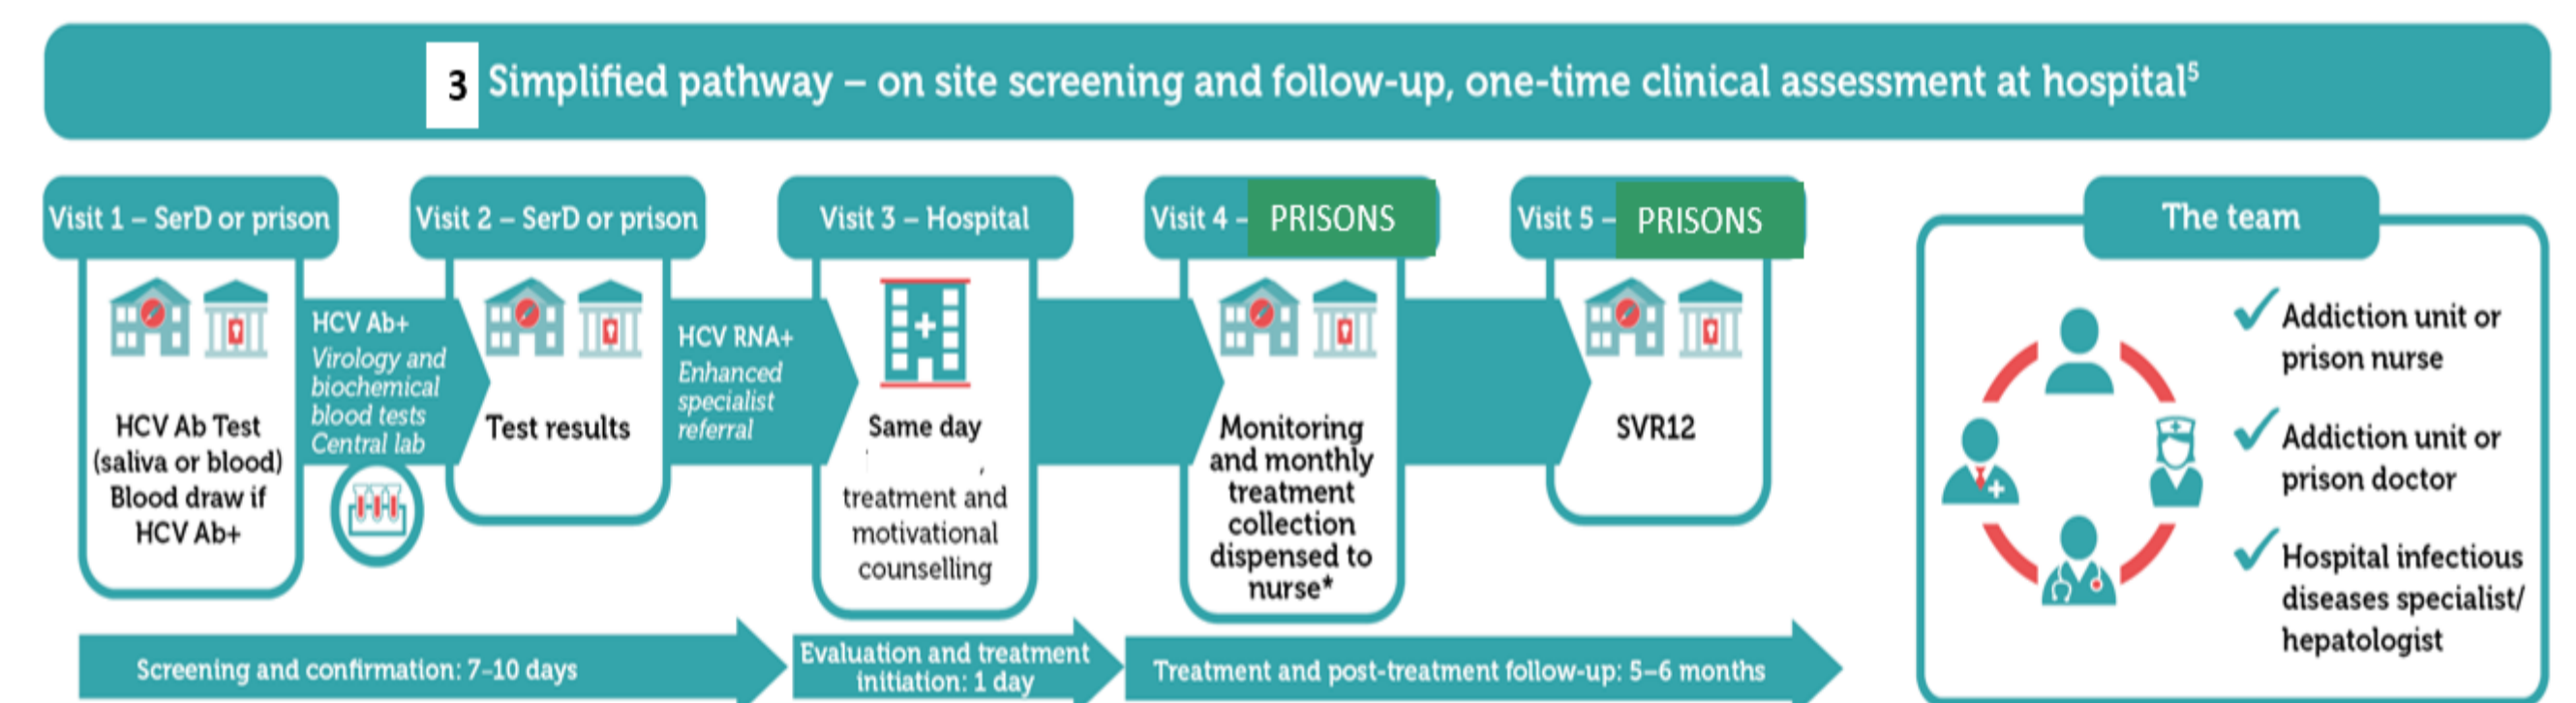 3 Simplified pathway – on site screening and follow-up, one-time clinical assessment at hospital5
Visit 1 – SerD or prison
HCV Ab Test
(saliva or blood)
Blood draw if
HCV Ab+
HCV Ab+
Virology and
biochemical
blood tests
Central lab
Visit 2 – SerD or prison
Test results
HCV RNA+
Enhanced
specialist
referral
Visit 3 – Hospital
Same day
treatment and
motivational
counselling
Visit 4 – PRISONS
Monitoring
and monthly
treatment
collection
dispensed to
nurse*
Visit 5 – PRISONS
SVR12
Screening and confirmation: 7–10 days
Evaluation and treatment
initiation: 1 day
Treatment and post-treatment follow-up: 5–6 months
The team
Addiction unit or
prison nurse
Addiction unit or
prison doctor
Hospital infectious
diseases specialist/
hepatologist